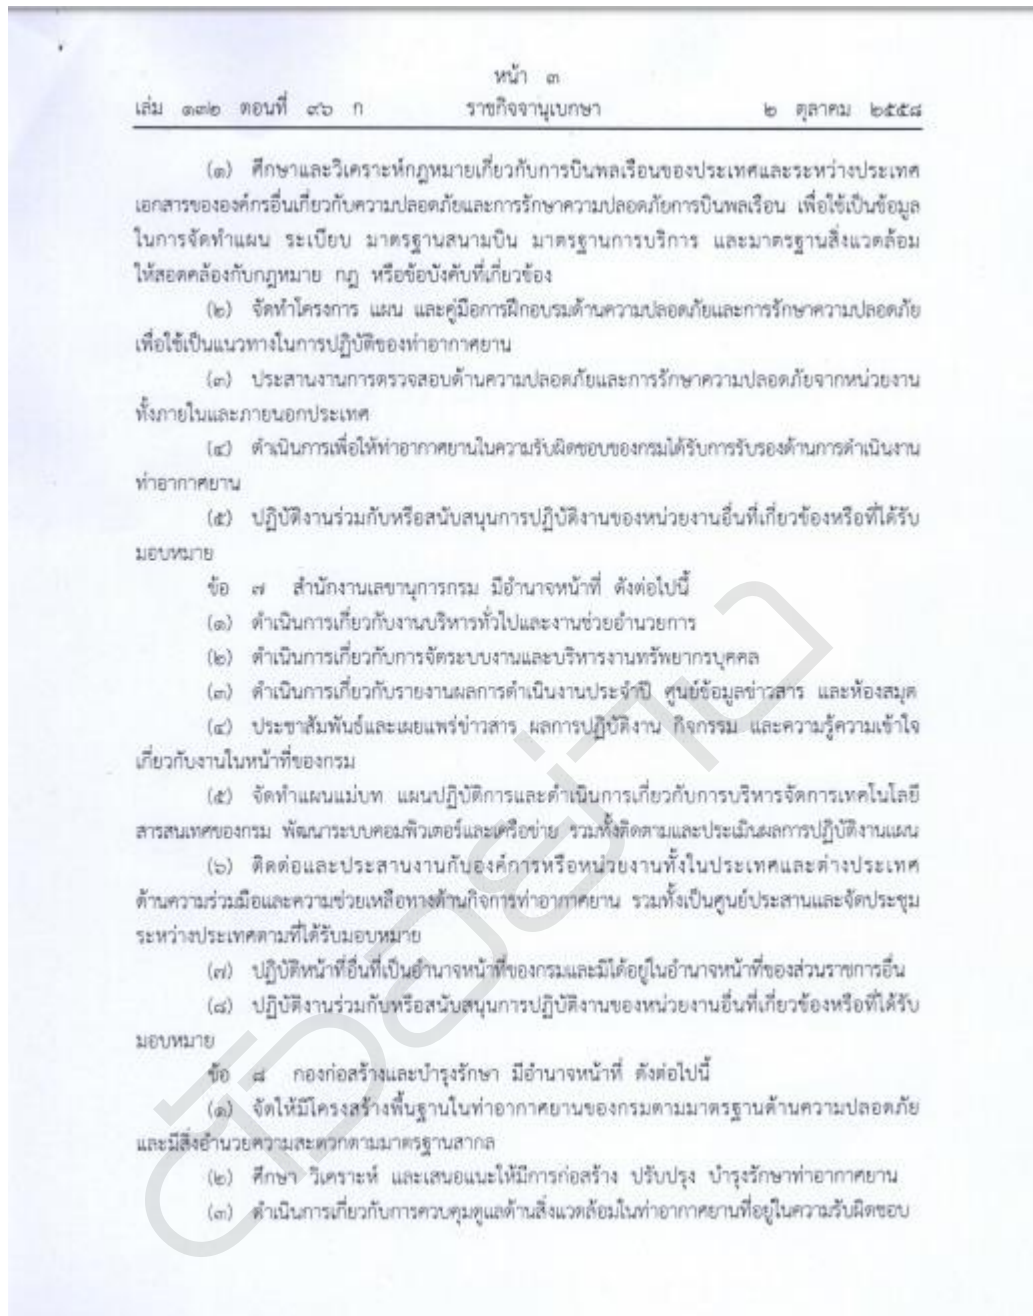 หน้า ๓
เล่ม ๑๓๒ ตอนที่ ๙๖ ก ราชกิจจานุเบกษา ๒ ตุลาคม ๒๕๕๘
(๑) ศึกษาและวิเคราะห์กฎหมายเกี่ยวกับการบินพลเรือนของประเทศและระหว่างประเทศ
เอกสารขององค์กรอื่นเกี่ยวกับความปลอดภัยและการรักษาความปลอดภัยการบินพลเรือน เพื่อใช้เป็นข้อมูล
ในการจัดทำแผน ระเบียบ มาตรฐานสนามบิน มาตรฐานการบริการ และมาตรฐานสิ่งแวดล้อม
ให้สอดคล้องกับกฎหมาย กฎ หรือข้อบังคับที่เกี่ยวข้อง
(๒) จัดทำโครงการ แผน และคู่มือการฝึกอบรมด้านความปลอดภัยและการรักษาความปลอดภัย
เพื่อใช้เป็นแนวทางในการปฏิบัติของท่าอากาศยาน
(๓) ประสานงานการตรวจสอบด้านความปลอดภัยและการรักษาความปลอดภัยจากหน่วยงาน
ทั้งภายในและภายนอกประเทศ
(๔) ดำเนินการเพื่อให้ท่าอากาศยานในความรับผิดชอบของกรมได้รับการรับรองด้านการดำเนินงาน
ท่าอากาศยาน
(๕) ปฏิบัติงานร่วมกับหรือสนับสนุนการปฏิบัติงานของหน่วยงานอื่นที่เกี่ยวข้องหรือที่ได้รับ
มอบหมาย
ข้อ ๗ สำนักงานเลขานุการกรม มีอำนาจหน้าที่ ดังต่อไปนี้
(๑) ดำเนินการเกี่ยวกับงานบริหารทั่วไปและงานช่วยอำนวยการ
(๒) ดำเนินการเกี่ยวกับการจัดระบบงานและบริหารงานทรัพยากรบุคคล
(๓) ดำเนินการเกี่ยวกับรายงานผลการดำเนินงานประจำปี ศูนย์ข้อมูลข่าวสาร และห้องสมุด
(๔) ประชาสัมพันธ์และเผยแพร่ข่าวสาร ผลการปฏิบัติงาน กิจกรรม และความรู้ความเข้าใจ
เกี่ยวกับงานในหน้าที่ของกรม
(๕) จัดทำแผนแม่บท แผนปฏิบัติการและดำเนินการเกี่ยวกับการบริหารจัดการเทคโนโลยี
สารสนเทศของกรม พัฒนาระบบคอมพิวเตอร์และเครือข่าย รวมทั้งติดตามและประเมินผลการปฏิบัติงานแผน
(๖) ติดต่อและประสานงานกับองค์การหรือหน่วยงานทั้งในประเทศและต่างประเทศ
ด้านความร่วมมือและความช่วยเหลือทางด้านกิจการท่าอากาศยาน รวมทั้งเป็นศูนย์ประสานและจัดประชุม
ระหว่างประเทศตามที่ได้รับมอบหมาย
(๗) ปฏิบัติหน้าที่อื่นที่เป็นอำนาจหน้าที่ของกรมและมิได้อยู่ในอำนาจหน้าที่ของส่วนราชการอื่น
(๘) ปฏิบัติงานร่วมกับหรือสนับสนุนการปฏิบัติงานของหน่วยงานอื่นที่เกี่ยวข้องหรือที่ได้รับ
มอบหมาย
ข้อ ๘ กองก่อสร้างและบำรุงรักษา มีอำนาจหน้าที่ ดังต่อไปนี้
(๑) จัดให้มีโครงสร้างพื้นฐานในท่าอากาศยานของกรมตามมาตรฐานด้านความปลอดภัย
และมีสิ่งอำนวยความสะดวกตามมาตรฐานสากล
(๒) ศึกษา วิเคราะห์ และเสนอแนะให้มีการก่อสร้าง ปรับปรุง บำรุงรักษาท่าอากาศยาน
(๓) ดำเนินการเกี่ยวกับการควบคุมดูแลด้านสิ่งแวดล้อมในท่าอากาศยานที่อยู่ในความรับผิดชอบ
ตัวอย่าง